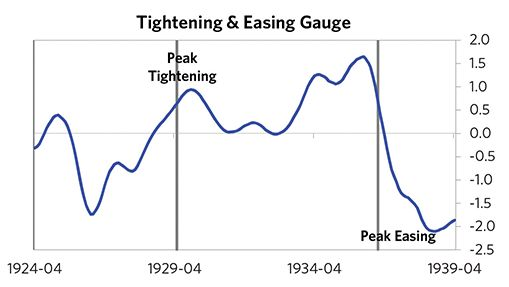 Tightening & Easing Gauge
Peak
Tightening
Peak Easing
2.0
1.5
1.0
0.5
0.0
-0.5
-1.0
-1.5
-2.0
-2.5
1924-04 1929-04 1934-04 1939-04